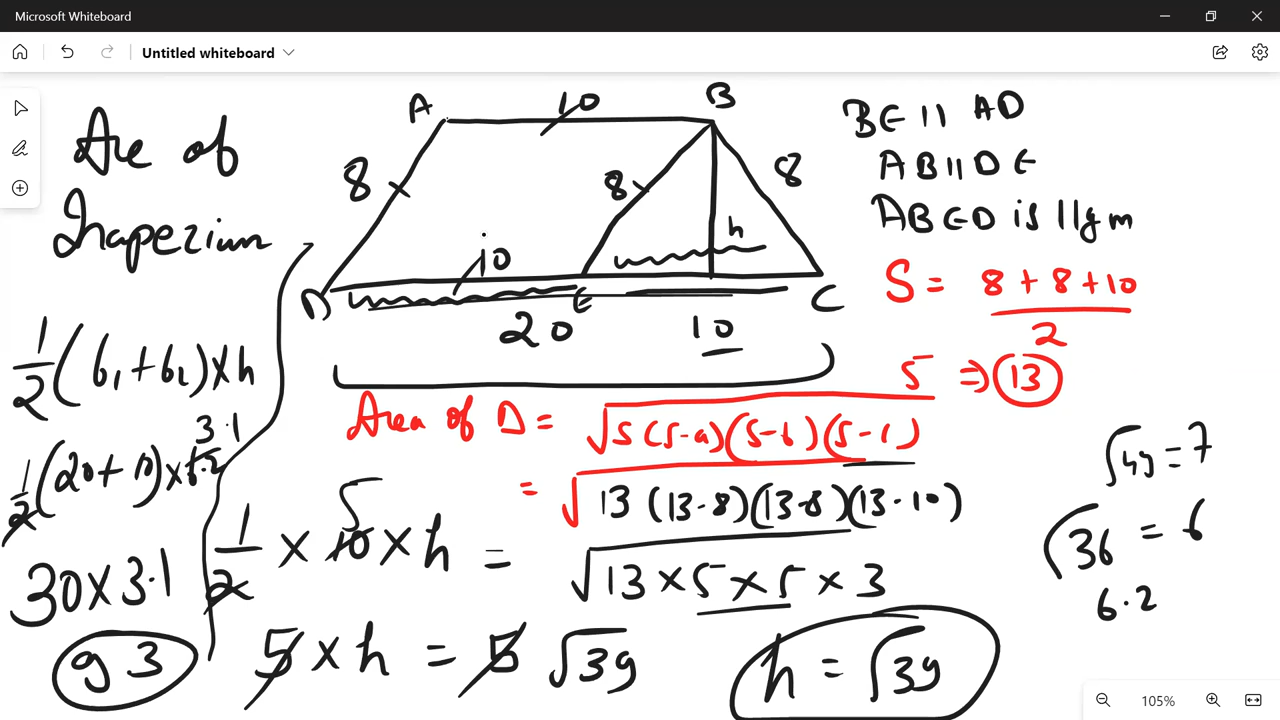 Microsoft Whiteboard
Untitled whiteboard
Are of
Trapezium
1/2 (b₁ + b₂) × h
3.1
1/2 (20 + 10) × 6.2
30 × 3.1
93
A
10
B
8
8
8
h
10
D
E
C
20
10
BE || AD
AB || DE
ABED is ||gm
S = 8 + 8 + 10 / 2
⇒ 13
Area of Δ = √S(S-a)(S-b)(S-c)
= √13 (13-8)(13-8)(13-10)
5
1/2 × 10 × h = √13 × 5 × 5 × 3
5 × h = 5 √39
h = √39
√49 = 7
√36 = 6
6.2
105%